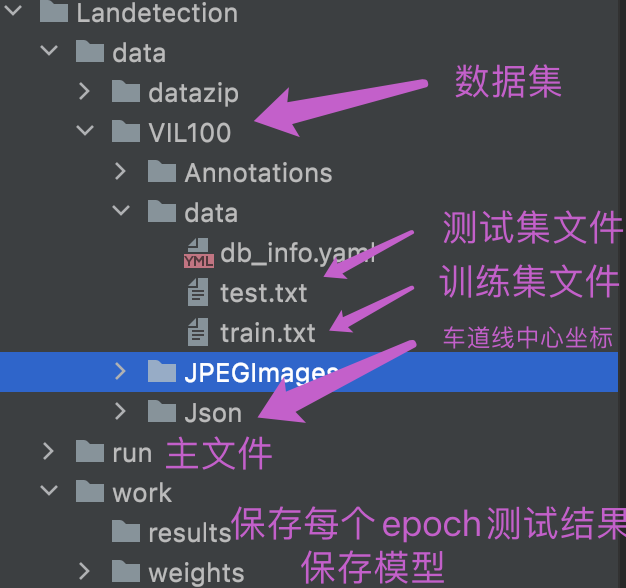 Landetection
data
datazip
数据集
VIL100
Annotations
data
测试集文件
db_info.yaml
YML
训练集文件
test.txt
train.txt
车道线中心坐标
JPEGImages
Json
run 主文件
work
results 保存每个epoch测试结果
weights 保存模型